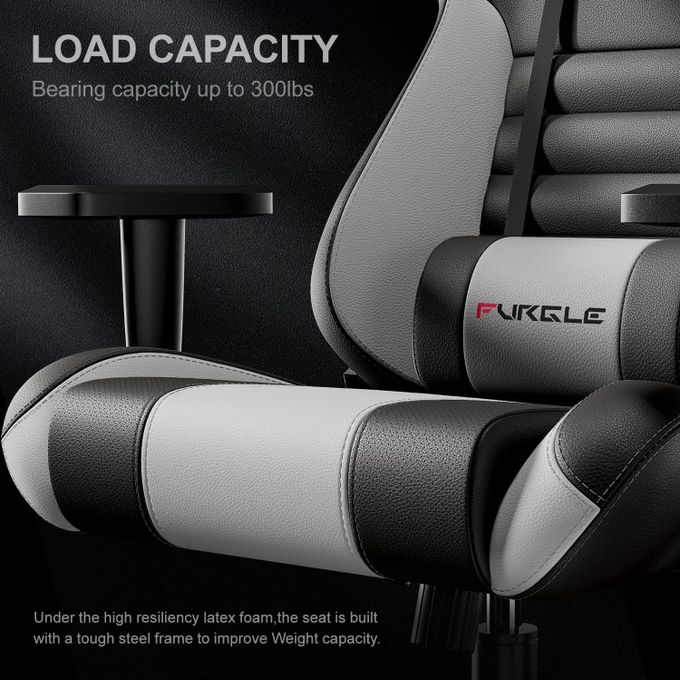 LOAD CAPACITY
Bearing capacity up to 300lbs
FURGLE
Under the high resiliency latex foam,the seat is built
with a tough steel frame to improve Weight capacity.